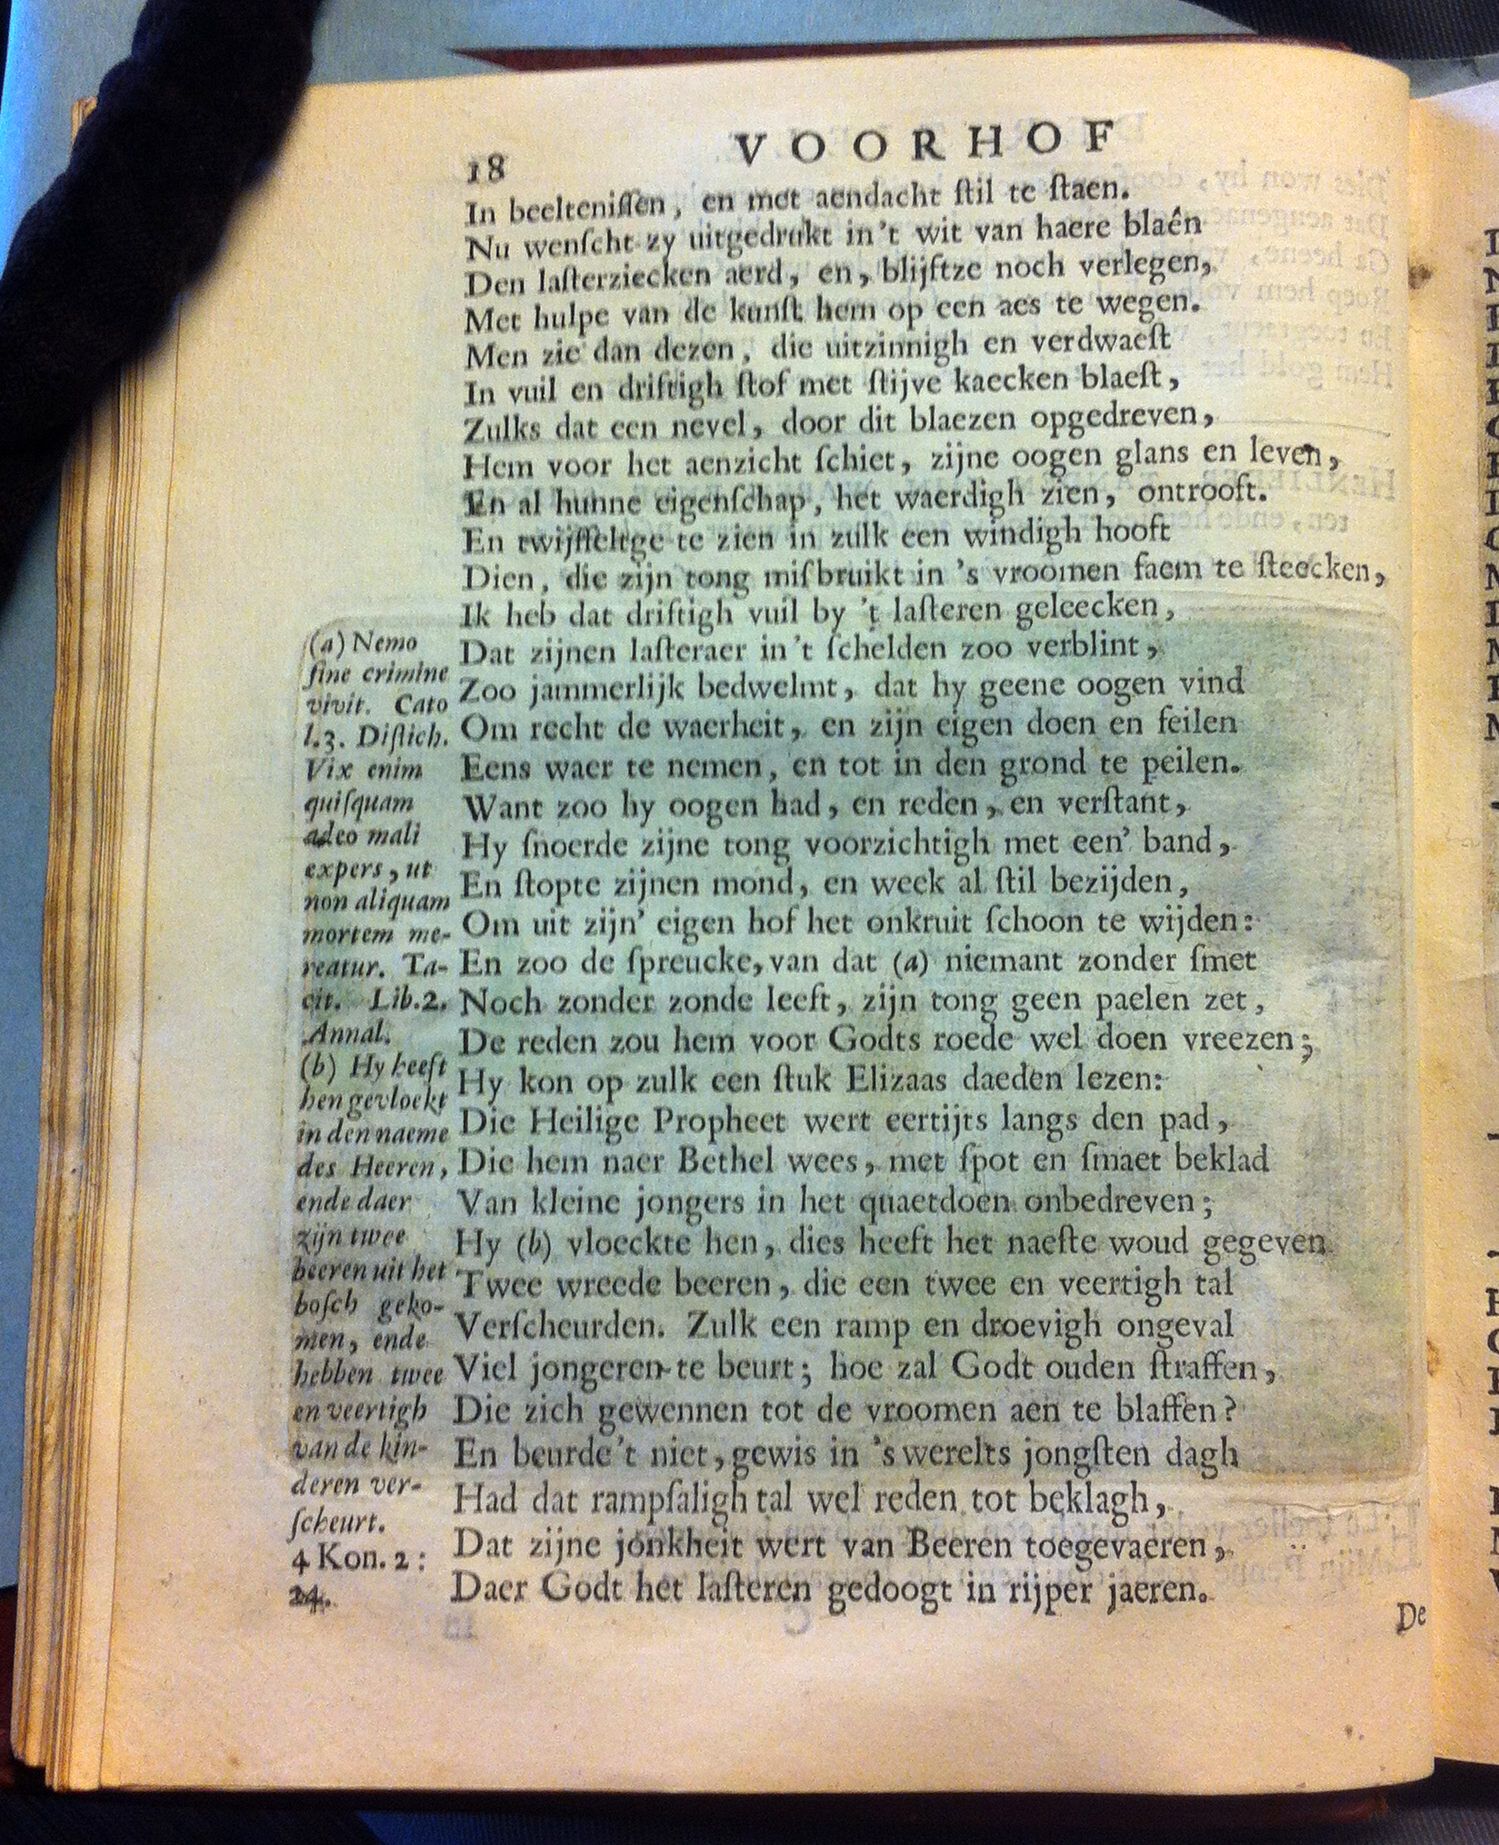 18
VOORHOF
In beelteniſſen, en met aendacht ſtil te ſtaen.
Nu wenſcht zy uitgedrukt in't wit van haere blaên
Den laſterziecken aerd, en, blijftze noch verlegen,
Met hulpe van de kunſt hem op een aes te wegen.
Men zie dan dezen, die uitzinnigh en verdwaeſt
In vuil en driftigh ſtof met ſtijve kaecken blaeſt,
Zulks dat een nevel, door dit blaezen opgedreven,
Hem voor het aenzicht ſchiet, zijne oogen glans en leven,
En al hunne eigenſchap, het waerdigh zien, ontrooft.
En twijffeltge te zien in zulk een windigh hooft
Dien, die zijn tong miſbruikt in 's vroomen faem te ſteecken,
Ik heb dat driftigh vuil by 't laſteren geleecken,
Dat zijnen laſteraer in't ſchelden zoo verblint,
Zoo jammerlijk bedwelmt, dat hy geene oogen vind
Om recht de waerheit, en zijn eigen doen en feilen
Eens waer te nemen, en tot in den grond te peilen.
Want zoo hy oogen had, en reden, en verſtant,
Hy ſnoerde zijne tong voorzichtigh met een' band,
En ſtopte zijnen mond, en week al ſtil bezijden,
Om uit zijn' eigen hof het onkruit ſchoon te wijden:
En zoo de ſpreucke, van dat (a) niemant zonder ſmet
Noch zonder zonde leeft, zijn tong geen paelen zet,
De reden zou hem voor Godts roede wel doen vreezen;
Hy kon op zulk een ſtuk Elizaas daeden lezen:
Die Heilige Propheet wert eertijts langs den pad,
Die hem naer Bethel wees, met ſpot en ſmaet beklad
Van kleine jongers in het quaetdoen onbedreven;
Hy (b) vloeckte hen, dies heeft het naeſte woud gegeven
Twee wreede beeren, die een twee en veertigh tal
Verſcheurden. Zulk een ramp en droevigh ongeval
Viel jongeren te beurt; hoe zal Godt ouden ſtraffen,
Die zich gewennen tot de vroomen aen te blaffen?
En beurde't niet, gewis in 's werelts jongſten dagh
Had dat rampſaligh tal wel reden tot beklagh,
Dat zijne jonkheit wert van Beeren toegevaeren,
Daer Godt het laſteren gedoogt in rijper jaeren.
De
(a) Nemo
ſine crimine
vivit. Cato
l.3. Diſtich.
Vix enim
quiſquam
adeo mali
expers, ut
non aliquam
mortem me-
reatur. Ta-
cit. Lib.2.
Annal.
(b) Hy heeft
hen gevloekt
in den naeme
des Heeren,
ende daer
zijn twee
beeren uit het
boſch geko-
men, ende
hebben twee
en veertigh
van de kin-
deren ver-
ſcheurt.
4 Kon. 2:
24.